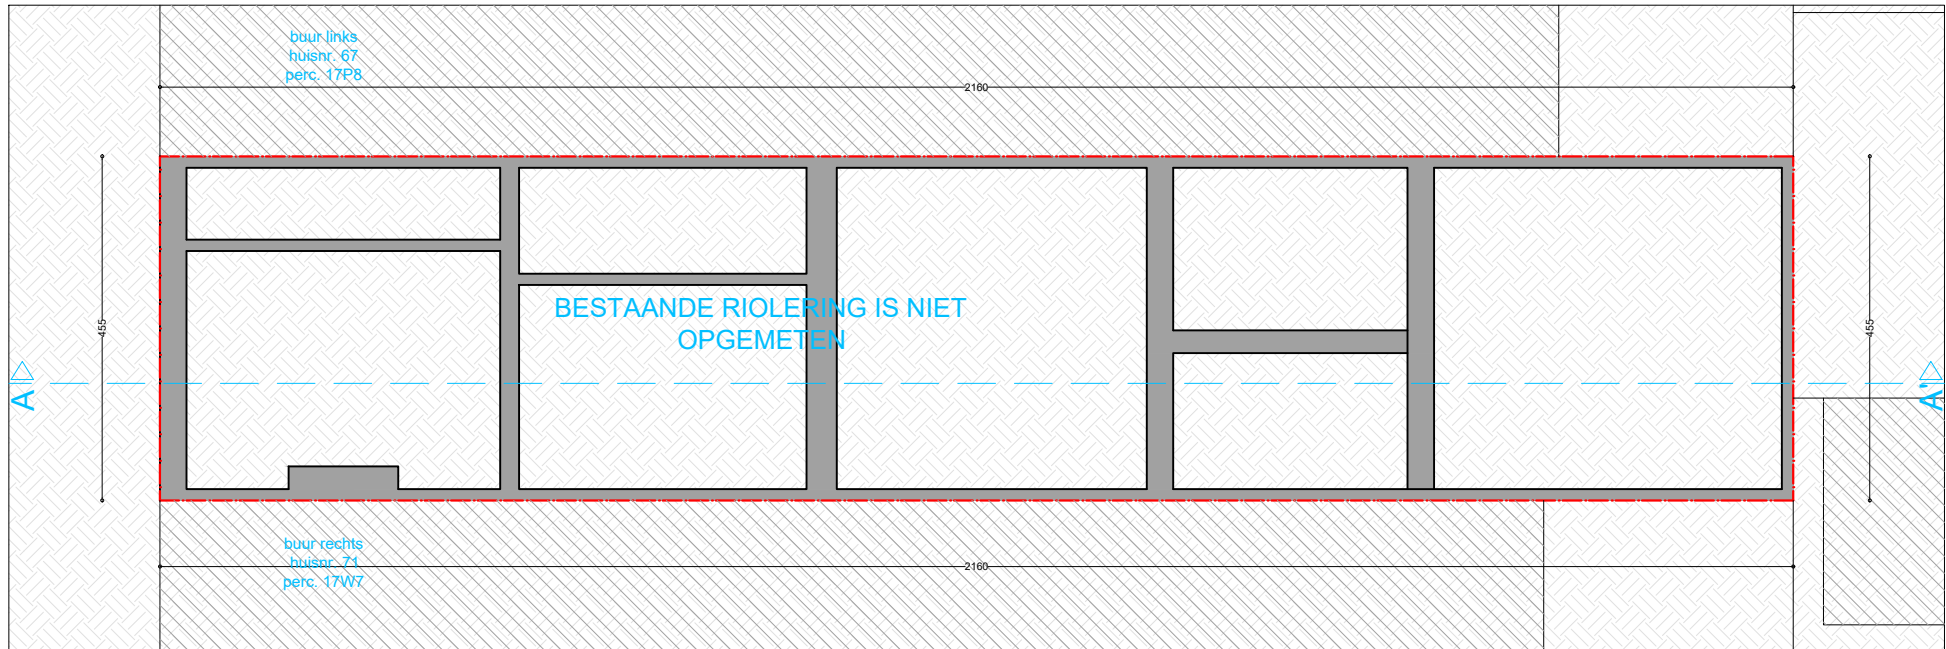 buur links
huisnr. 67
perc. 17P8
2160
455
BESTAANDE RIOLERING IS NIET
OPGEMETEN
455
A
A'
buur rechts
huisnr. 71
perc. 17W7
2160